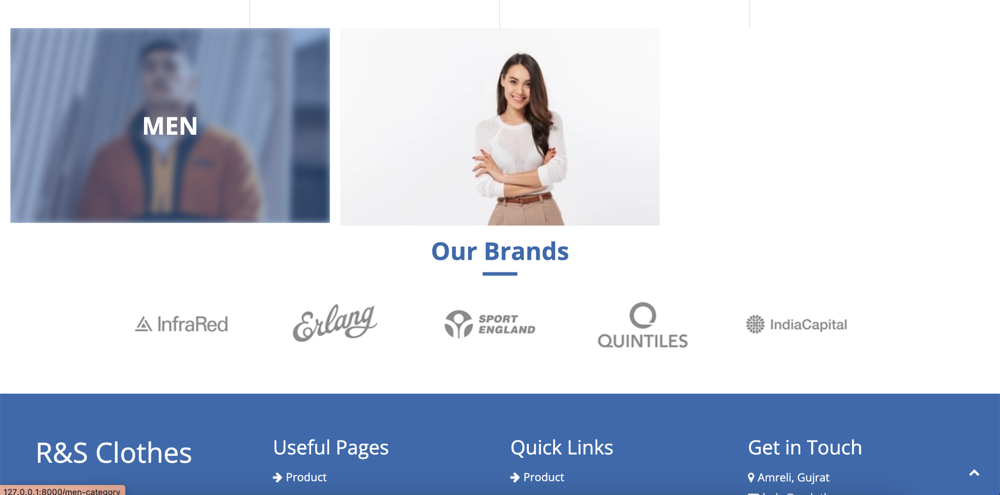 MEN
Our Brands
InfraRed
Erlang
SPORT
ENGLAND
QUINTILES
IndiaCapital
R&S Clothes
Useful Pages
Quick Links
Get in Touch
Product
Product
Amreli, Gujrat
127.0.0.1:8000/men-category